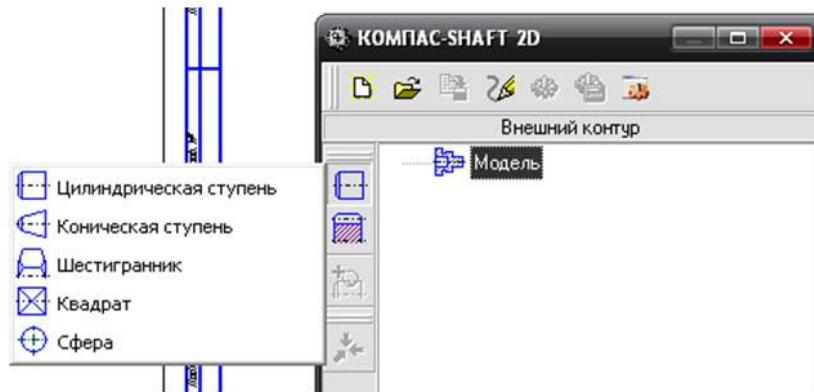 КОМПАС-SHAFT 2D
Внешний контур
Модель
Цилиндрическая ступень
Коническая ступень
Шестигранник
Квадрат
Сфера